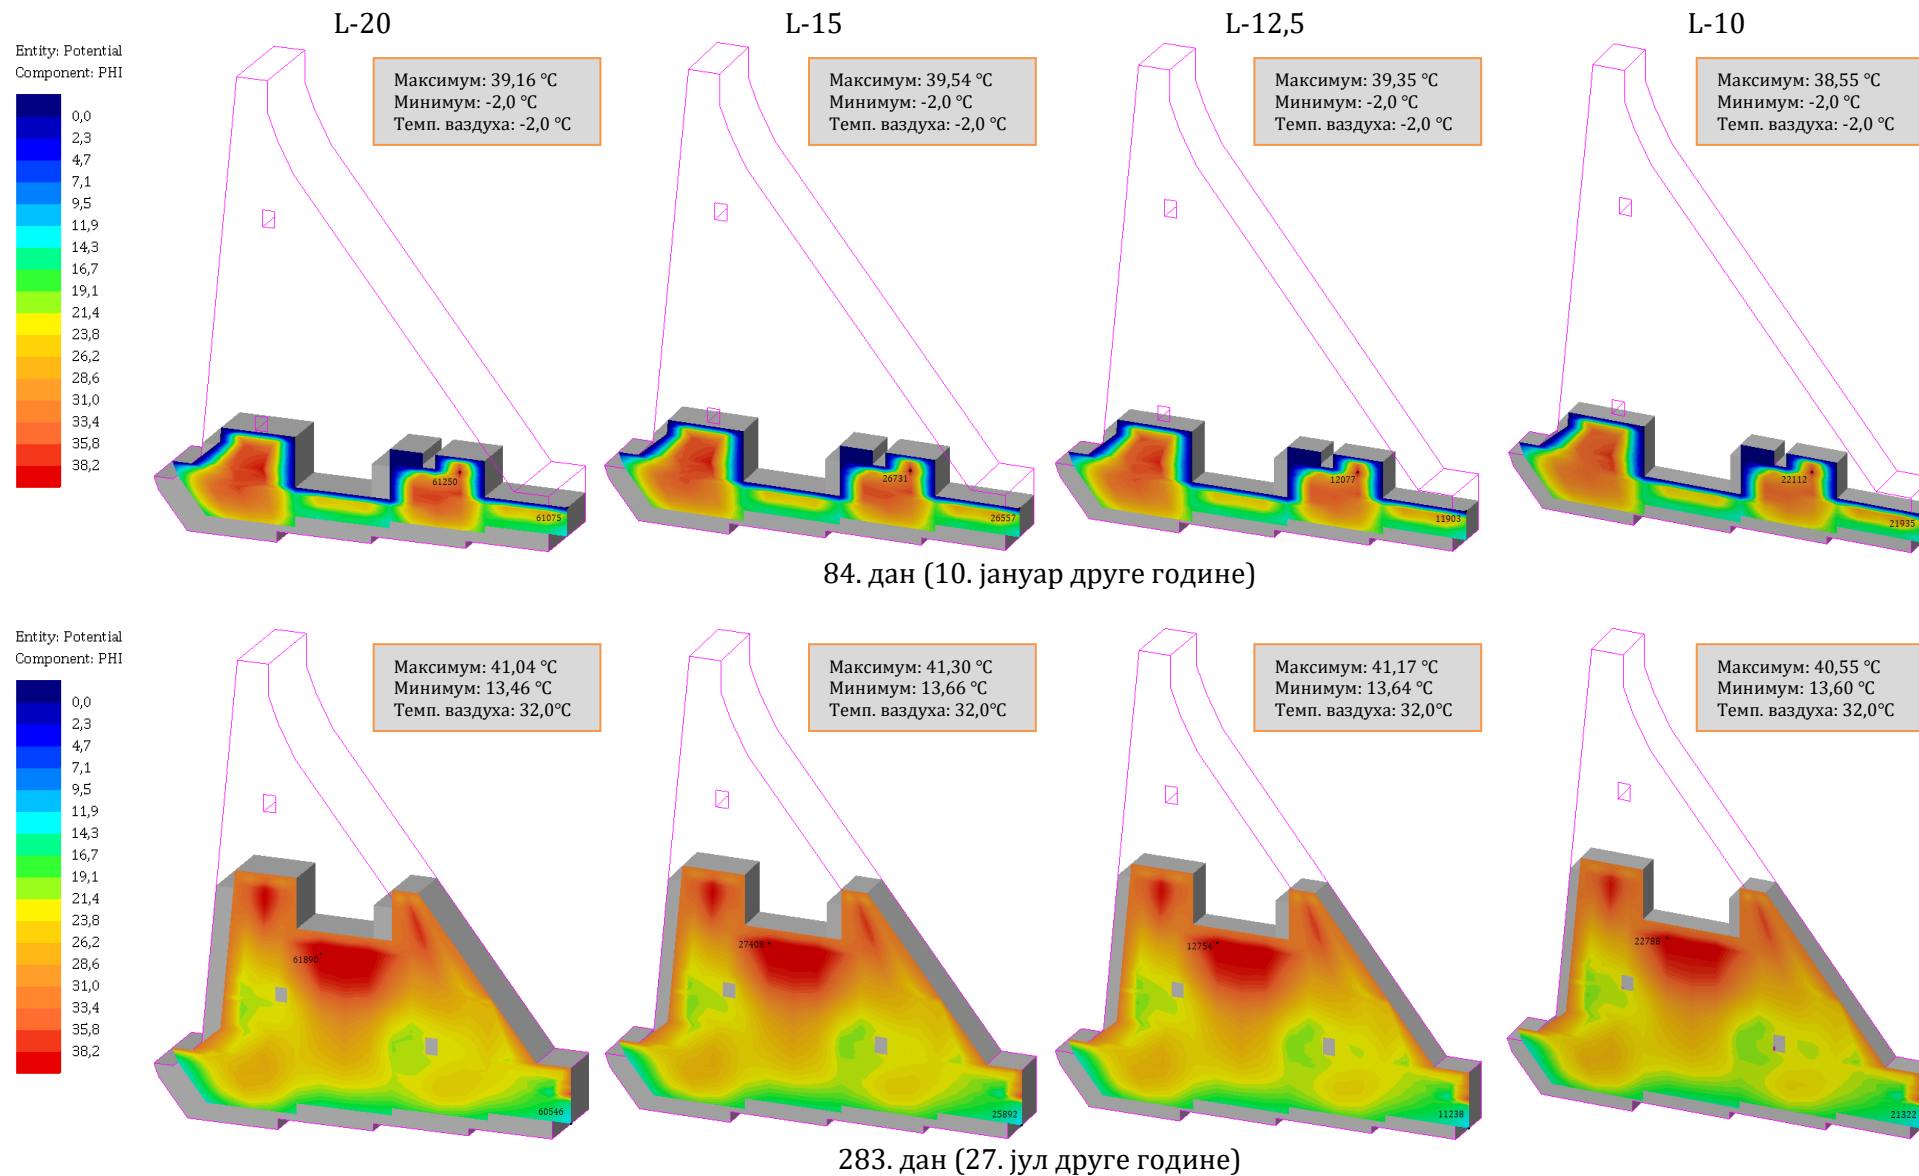 L-20
L-15
L-12,5
L-10
Entity: Potential
Component: PHI
0,0
2,3
4,7
7,1
9,5
11,9
14,3
16,7
19,1
21,4
23,8
26,2
28,6
31,0
33,4
35,8
38,2
Максимум: 39,16 °C
Минимум: -2,0 °C
Темп. ваздуха: -2,0 °C
Максимум: 39,54 °C
Минимум: -2,0 °C
Темп. ваздуха: -2,0 °C
Максимум: 39,35 °C
Минимум: -2,0 °C
Темп. ваздуха: -2,0 °C
Максимум: 38,55 °C
Минимум: -2,0 °C
Темп. ваздуха: -2,0 °C
61250
61075
26731
26557
12077
11903
22112
21935
84. дан (10. јануар друге године)
Entity: Potential
Component: PHI
0,0
2,3
4,7
7,1
9,5
11,9
14,3
16,7
19,1
21,4
23,8
26,2
28,6
31,0
33,4
35,8
38,2
Максимум: 41,04 °C
Минимум: 13,46 °C
Темп. ваздуха: 32,0°C
Максимум: 41,30 °C
Минимум: 13,66 °C
Темп. ваздуха: 32,0°C
Максимум: 41,17 °C
Минимум: 13,64 °C
Темп. ваздуха: 32,0°C
Максимум: 40,55 °C
Минимум: 13,60 °C
Темп. ваздуха: 32,0°C
61890
60546
27408
25892
12754
11238
22788
21322
283. дан (27. јул друге године)